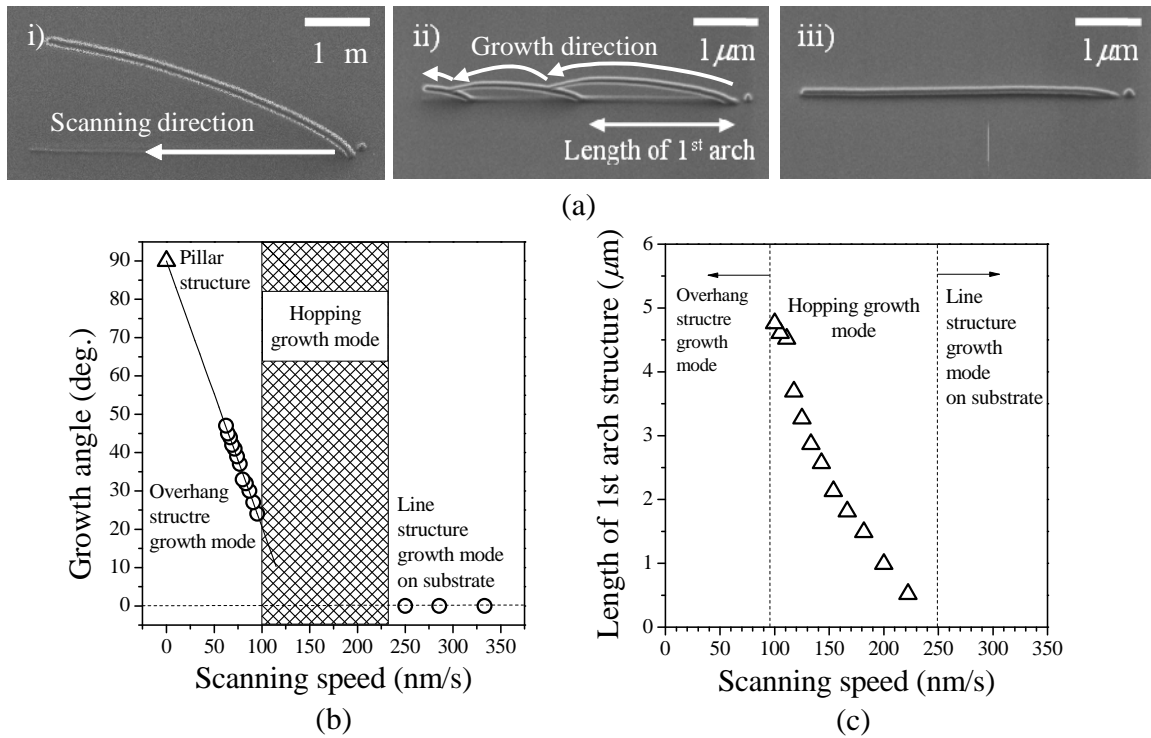 i)
1 m
Scanning direction
ii)
Growth direction
1 μm
Length of 1st arch
iii)
1 μm
(a)
Growth angle (deg.)
90
80
70
60
50
40
30
20
10
0
Pillar
structure
Hopping
growth mode
Overhang
structre
growth mode
Line
structure
growth mode
on substrate
0 50 100 150 200 250 300 350
Scanning speed (nm/s)
(b)
Length of 1st arch structure (μm)
6
5
4
3
2
1
0
Overhang
structre
growth
mode
Hopping growth
mode
Line
structure
growth
mode
on substrate
0 50 100 150 200 250 300 350
Scanning speed (nm/s)
(c)